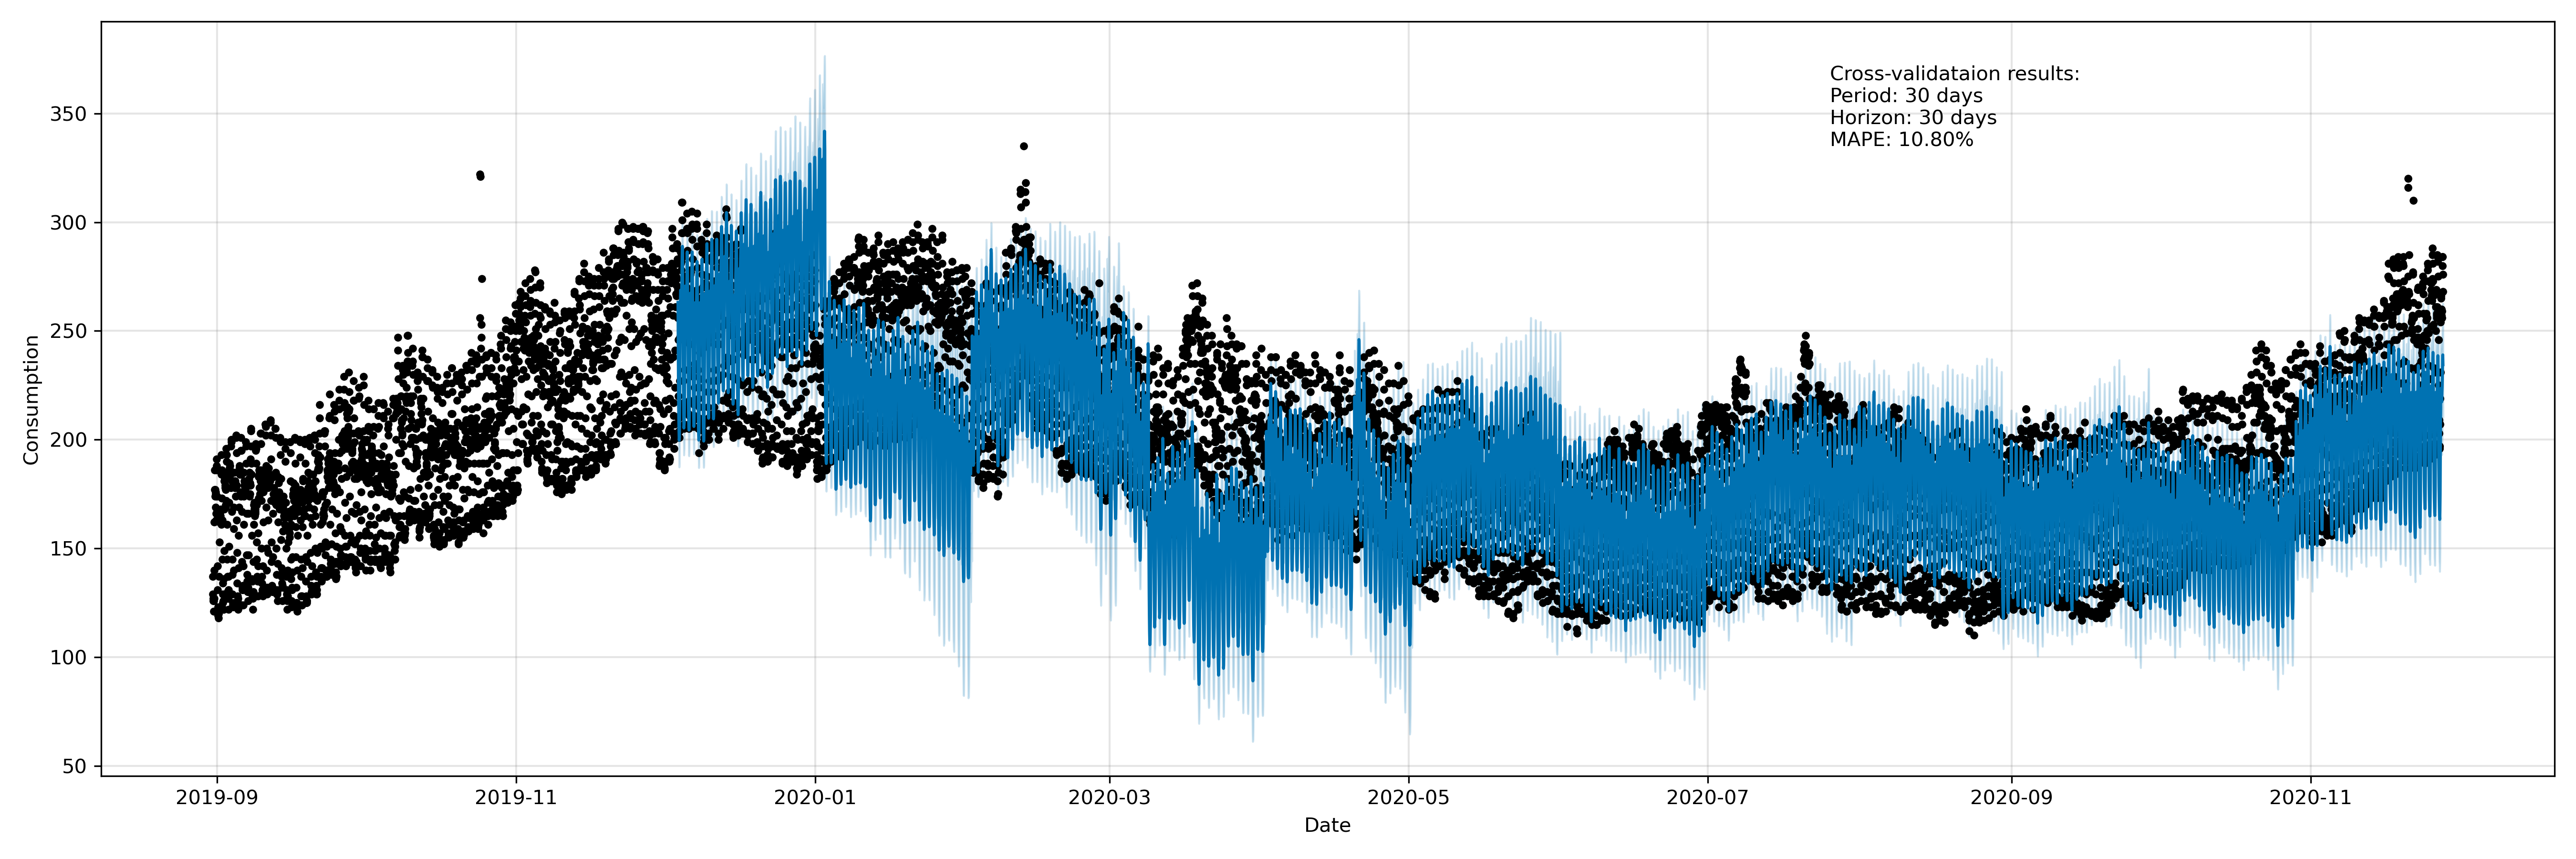 Cross-validataion results:
Period: 30 days
Horizon: 30 days
MAPE: 10.80%
350
300
250
200
150
100
50
Consumption
2019-09 2019-11 2020-01 2020-03 2020-05 2020-07 2020-09 2020-11
Date